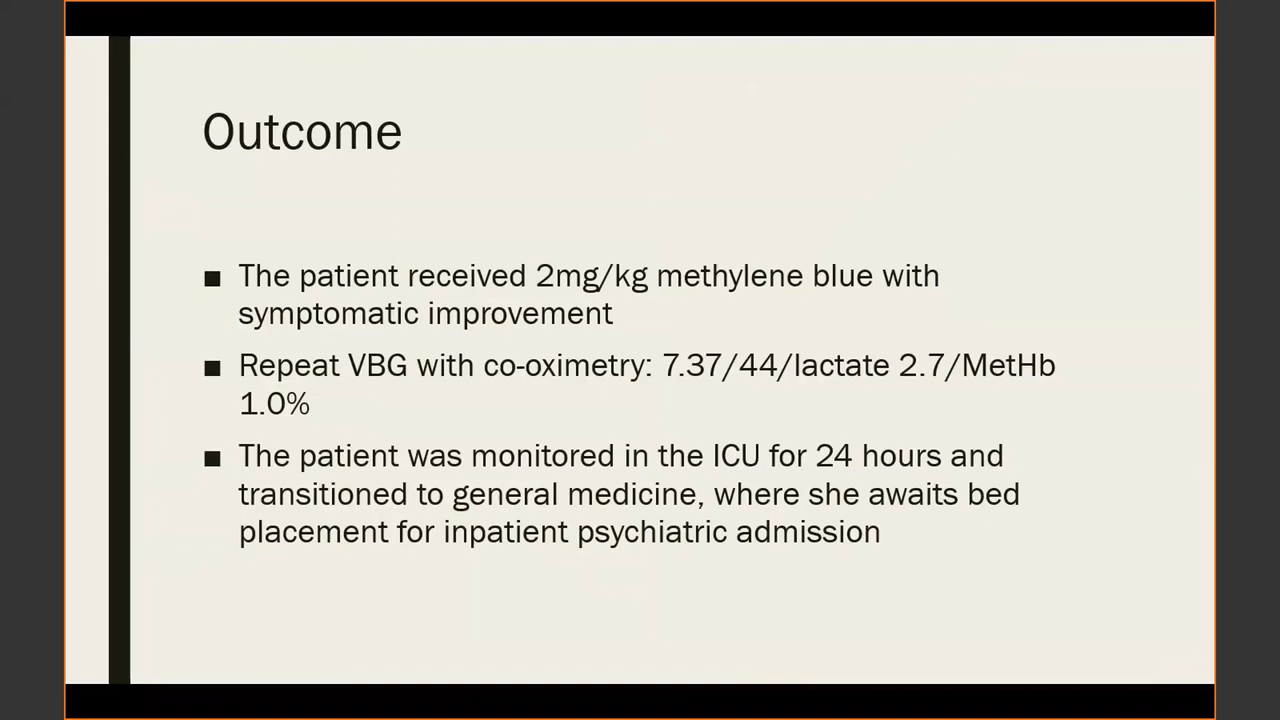 Outcome
■ The patient received 2mg/kg methylene blue with
symptomatic improvement
■ Repeat VBG with co-oximetry: 7.37/44/lactate 2.7/MetHb
1.0%
■ The patient was monitored in the ICU for 24 hours and
transitioned to general medicine, where she awaits bed
placement for inpatient psychiatric admission